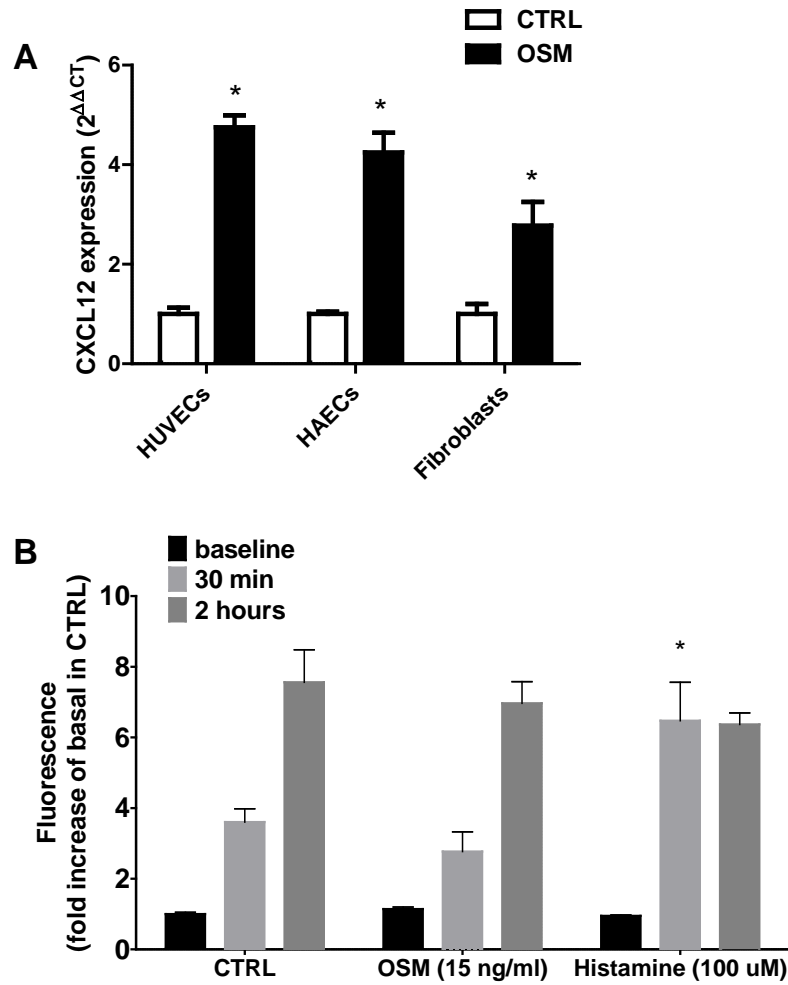 CTRL
OSM
A
CXCL12 expression (2^ΔΔCT)
6
4
2
0
*
*
*
HUVECs
HAECs
Fibroblasts
B
baseline
30 min
2 hours
Fluorescence
(fold increase of basal in CTRL)
10
8
6
4
2
0
*
CTRL
OSM (15 ng/ml)
Histamine (100 uM)